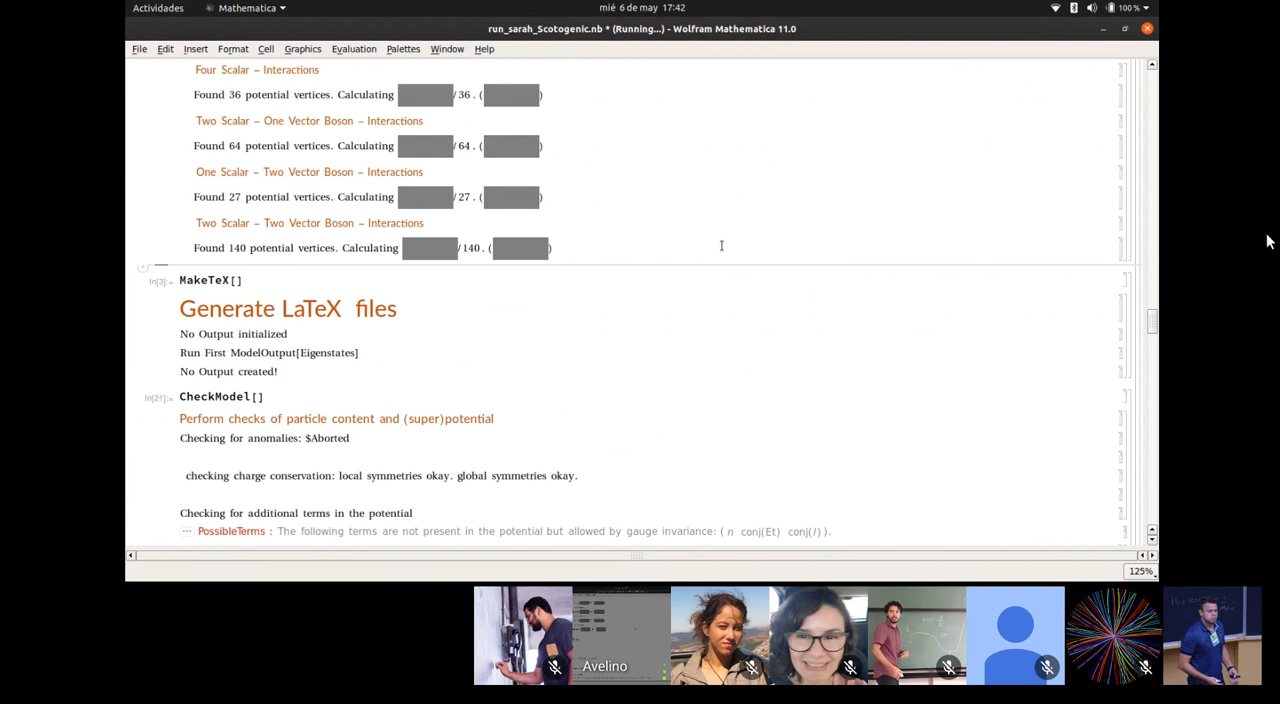 Actividades Mathematica mié 6 de may 17:42 100 %
run_sarah_Scotogenic.nb * (Running...) - Wolfram Mathematica 11.0
File Edit Insert Format Cell Graphics Evaluation Palettes Window Help
Four Scalar – Interactions
Found 36 potential vertices. Calculating /36 . ( )
Two Scalar – One Vector Boson – Interactions
Found 64 potential vertices. Calculating /64 . ( )
One Scalar – Two Vector Boson – Interactions
Found 27 potential vertices. Calculating /27 . ( )
Two Scalar – Two Vector Boson – Interactions
Found 140 potential vertices. Calculating /140 . ( )
In[3]:= MakeTeX[]
Generate LaTeX files
No Output initialized
Run First ModelOutput[Eigenstates]
No Output created!
In[21]:= CheckModel[]
Perform checks of particle content and (super)potential
Checking for anomalies: $Aborted
checking charge conservation: local symmetries okay. global symmetries okay.
Checking for additional terms in the potential
··· PossibleTerms : The following terms are not present in the potential but allowed by gauge invariance: ( n conj(Et) conj(l) ).
125%
Avelino